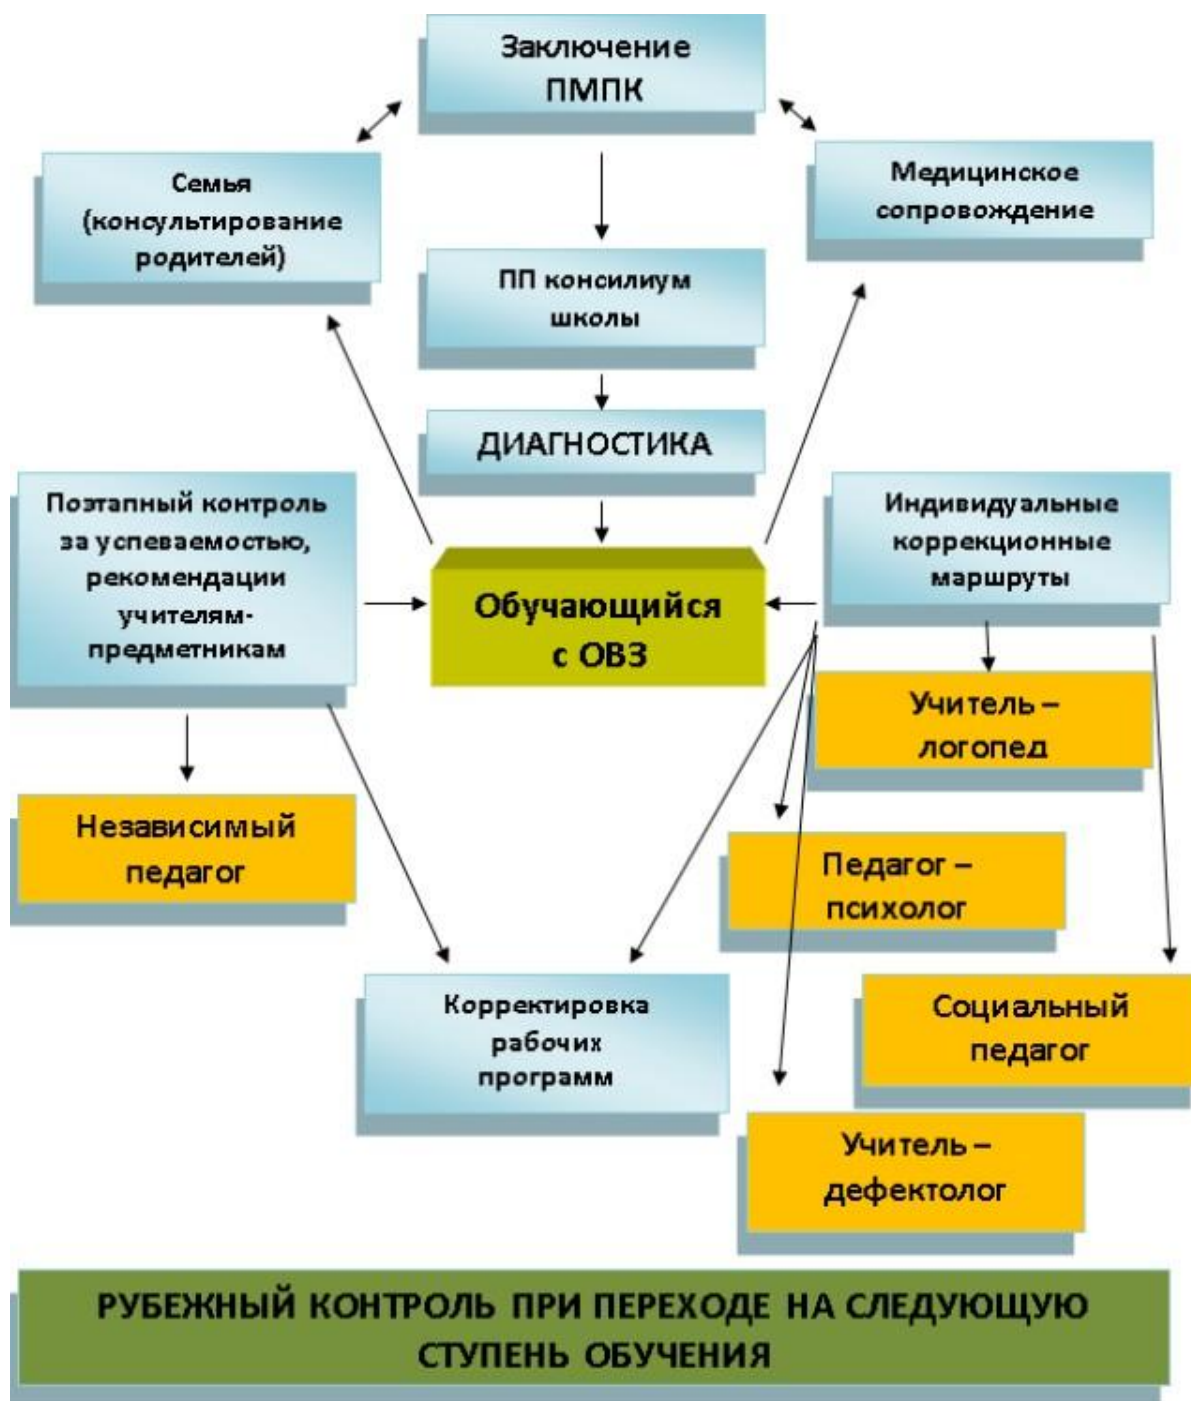 Заключение
ПМПК
Семья
(консультирование
родителей)
Медицинское
сопровождение
ПП консилиум
школы
ДИАГНОСТИКА
Поэтапный контроль
за успеваемостью,
рекомендации
учителям-
предметникам
Обучающийся
с ОВЗ
Индивидуальные
коррекционные
маршруты
Учитель –
логопед
Независимый
педагог
Педагог –
психолог
Корректировка
рабочих
программ
Социальный
педагог
Учитель –
дефектолог
РУБЕЖНЫЙ КОНТРОЛЬ ПРИ ПЕРЕХОДЕ НА СЛЕДУЮЩУЮ
СТУПЕНЬ ОБУЧЕНИЯ